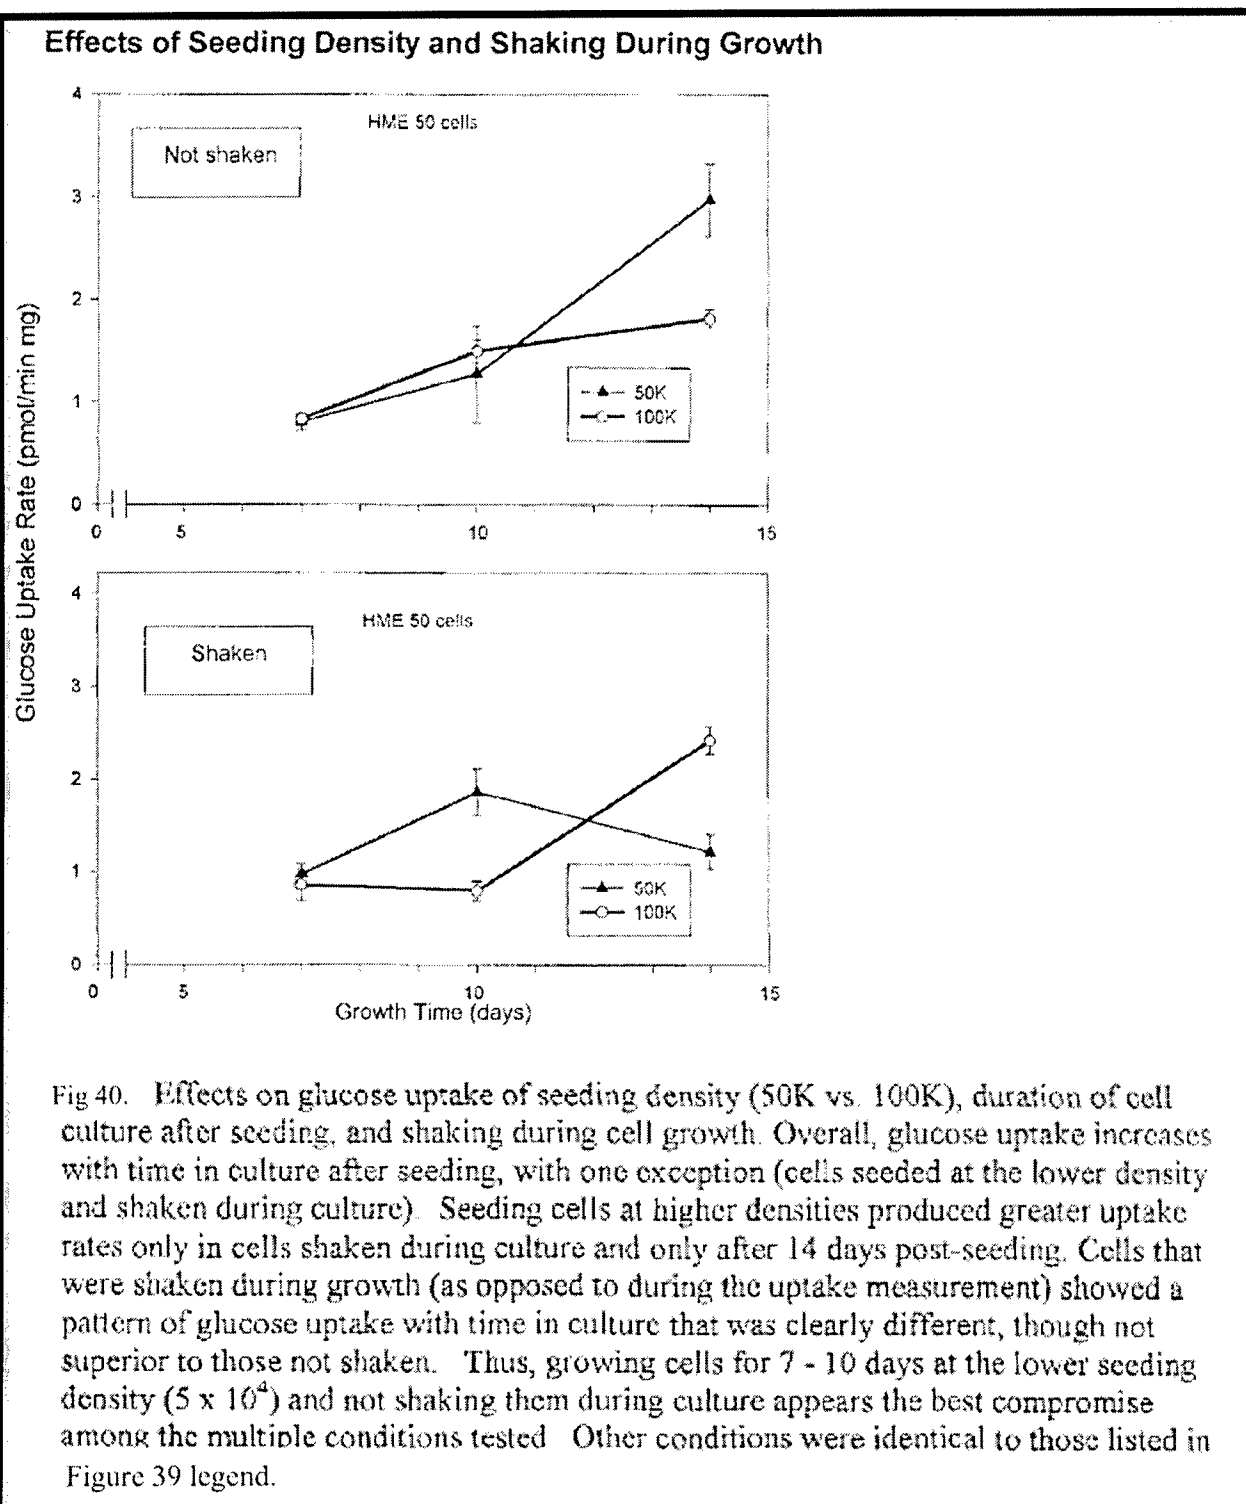 Effects of Seeding Density and Shaking During Growth
4
HME 50 cells
Not shaken
3
2
1
50K
100K
0
0 5 10 15
Glucose Uptake Rate (pmol/min mg)
4
HME 50 cells
Shaken
3
2
1
50K
100K
0
0 5 10 15
Growth Time (days)
Fig 40. Effects on glucose uptake of seeding density (50K vs. 100K), duration of cell
culture after seeding, and shaking during cell growth. Overall, glucose uptake increases
with time in culture after seeding, with one exception (cells seeded at the lower density
and shaken during culture). Seeding cells at higher densities produced greater uptake
rates only in cells shaken during culture and only after 14 days post-seeding. Cells that
were shaken during growth (as opposed to during the uptake measurement) showed a
pattern of glucose uptake with time in culture that was clearly different, though not
superior to those not shaken. Thus, growing cells for 7 - 10 days at the lower seeding
density (5 x 10⁴) and not shaking them during culture appears the best compromise
among the multiple conditions tested Other conditions were identical to those listed in
Figure 39 legend.